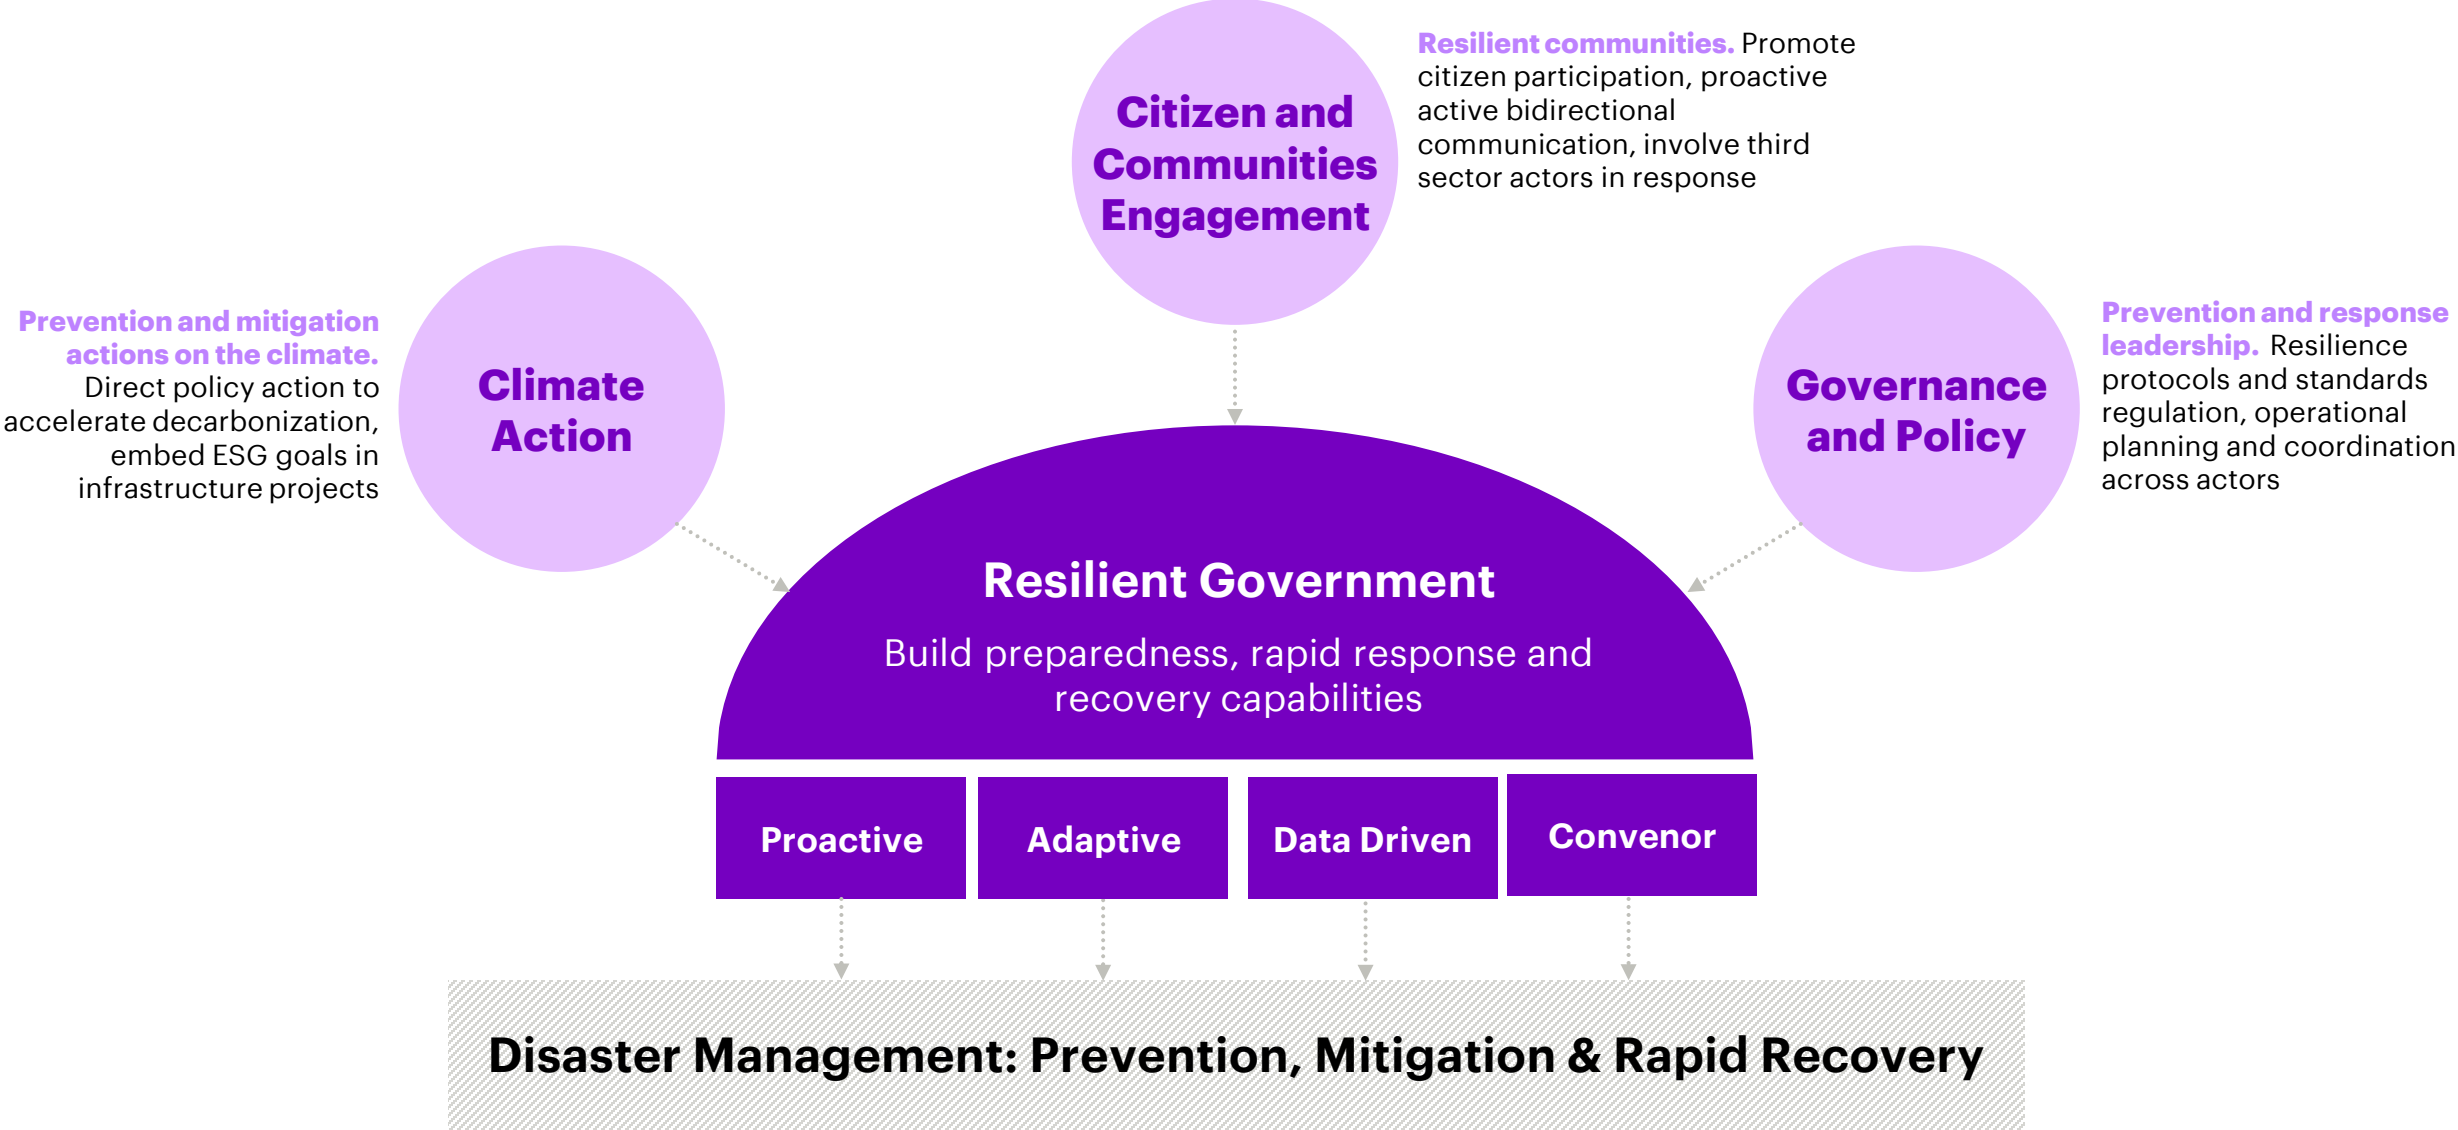 Citizen and
Communities
Engagement
Resilient communities. Promote
citizen participation, proactive
active bidirectional
communication, involve third
sector actors in response
Prevention and mitigation
actions on the climate.
Direct policy action to
accelerate decarbonization,
embed ESG goals in
infrastructure projects
Climate
Action
Governance
and Policy
Prevention and response
leadership. Resilience
protocols and standards
regulation, operational
planning and coordination
across actors
Resilient Government
Build preparedness, rapid response and
recovery capabilities
Proactive
Adaptive
Data Driven
Convenor
Disaster Management: Prevention, Mitigation & Rapid Recovery